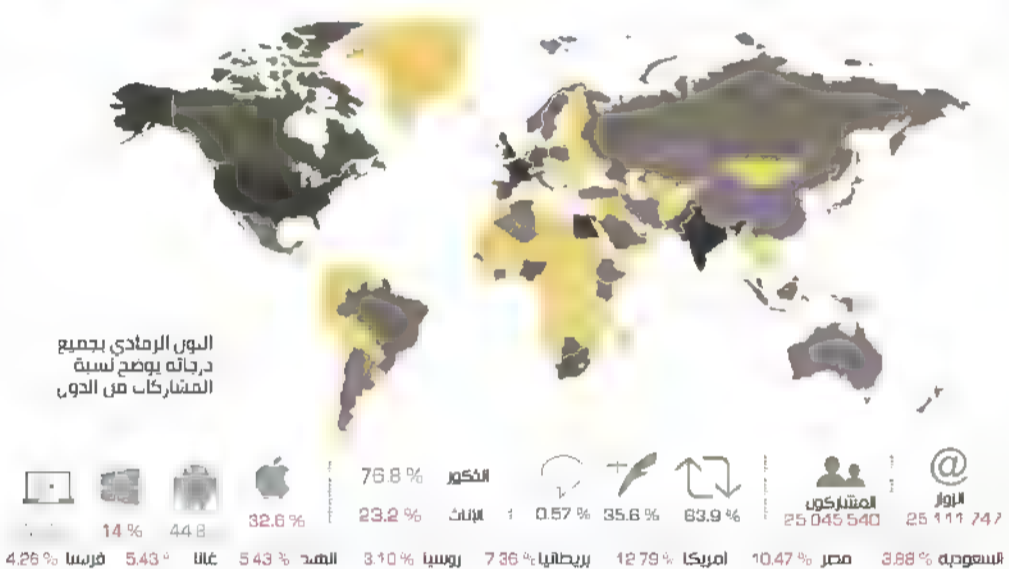 اللون الرمادي بجميع
درجاته يوضح نسبة
المشاركات من الدول
@
الزوار
25 111 747
المشاركون
25 045 540
63.9 %
35.6 %
0.57 %
الذكور 76.8 %
الإناث 23.2 %
32.6 %
44 8
14 %
السعودية 3.88 % مصر 10.47 % امريكا 12 79 % بريطانيا 7 36 % روسيا 3.10 % الهند 5 43 % غانا 5.43 % فرنسا 4.26 %